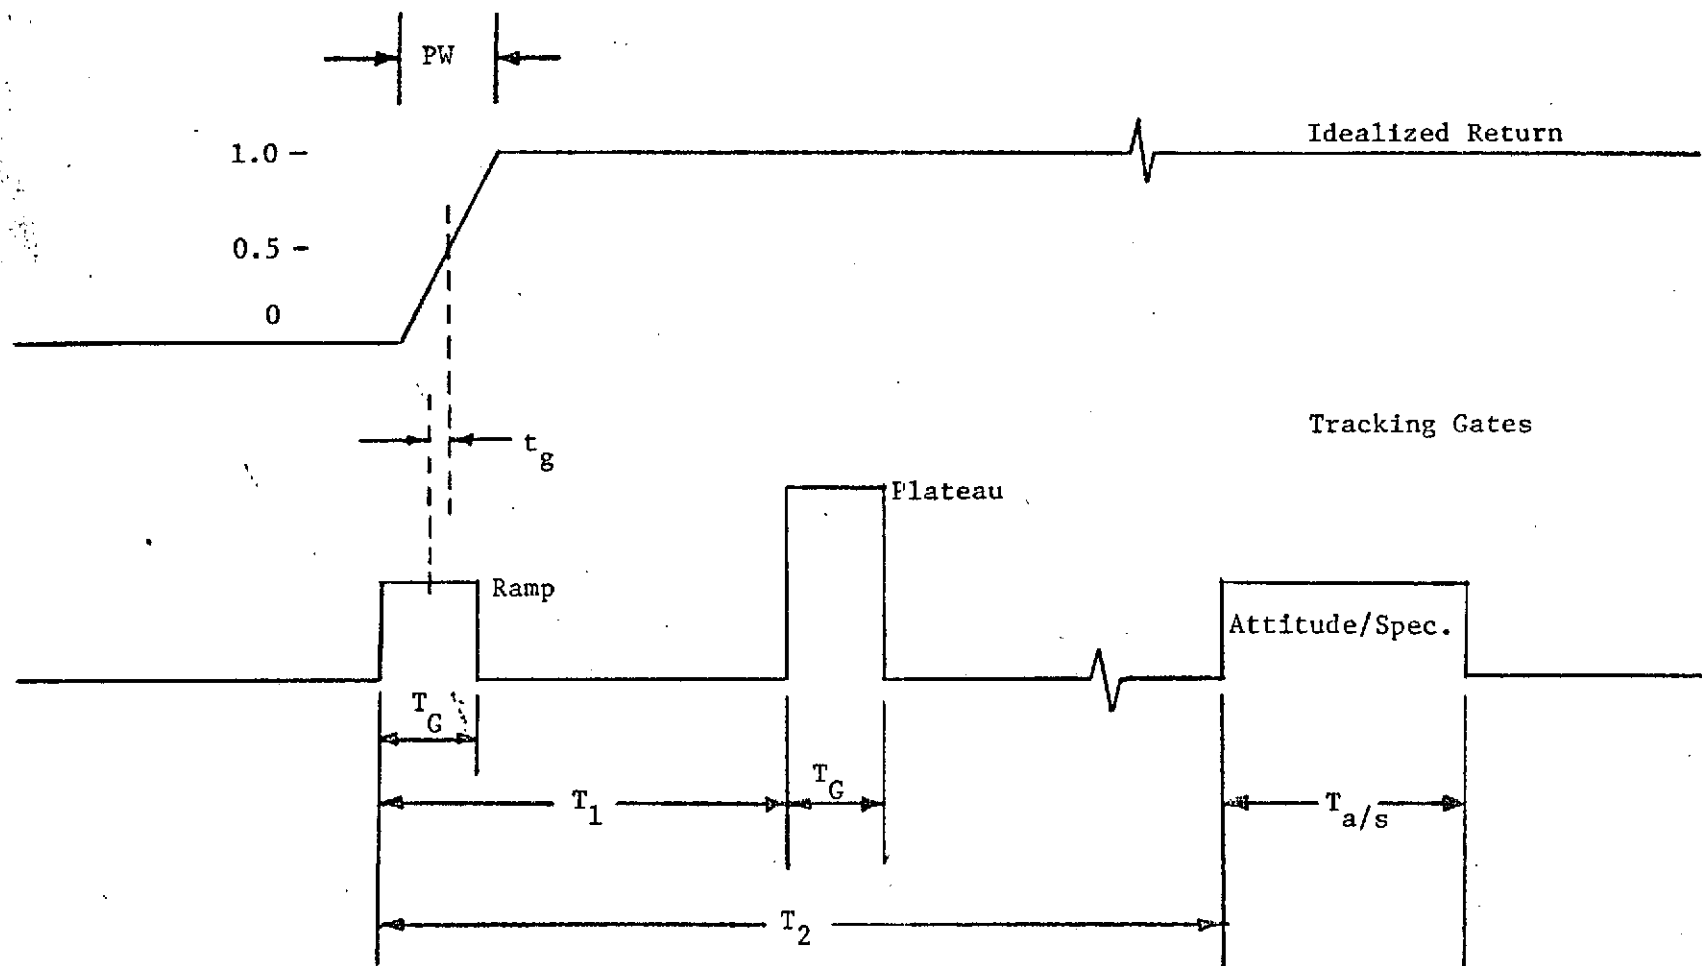 PW
1.0 -
Idealized Return
0.5 -
0
Tracking Gates
t_g
Plateau
Ramp
Attitude/Spec.
T_G
T_G
T_1
T_a/s
T_2